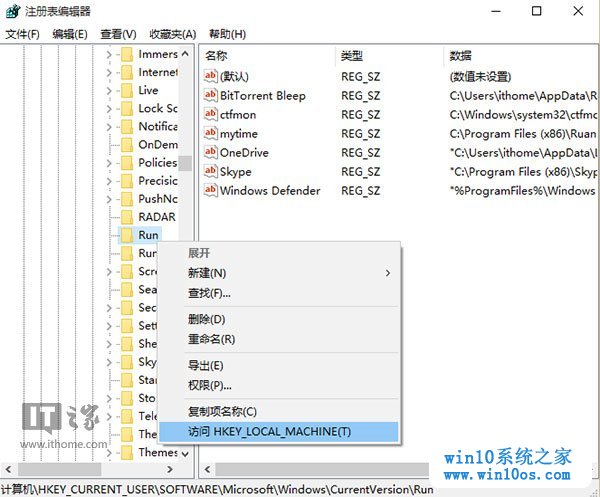 注册表编辑器
文件(F) 编辑(E) 查看(V) 收藏夹(A) 帮助(H)
Immers
Internet
Live
Lock Sc
Notifica
OnDem
Policies
Precisio
PushNo
RADAR
Run
Run
Scre
Sea
Sec
Sett
She
Sky
Star
Sto
Tele
The
Themes
名称 类型 数据
(默认) REG_SZ (数值未设置)
BitTorrent Bleep REG_SZ C:\Users\ithome\AppData\R
ctfmon REG_SZ C:\Windows\system32\ctfmc
mytime REG_SZ C:\Program Files (x86)\Ruan
OneDrive REG_SZ "C:\Users\ithome\AppData\L
Skype REG_SZ "C:\Program Files (x86)\Skyp
Windows Defender REG_SZ "%ProgramFiles%\Windows
展开
新建(N)
查找(F)...
删除(D)
重命名(R)
导出(E)
权限(P)...
复制项名称(C)
访问 HKEY_LOCAL_MACHINE(T)
IT之家
www.ithome.com
计算机\HKEY_CURRENT_USER\SOFTWARE\Microsoft\Windows\CurrentVersion\Run
win10系统之家
www.win10os.com